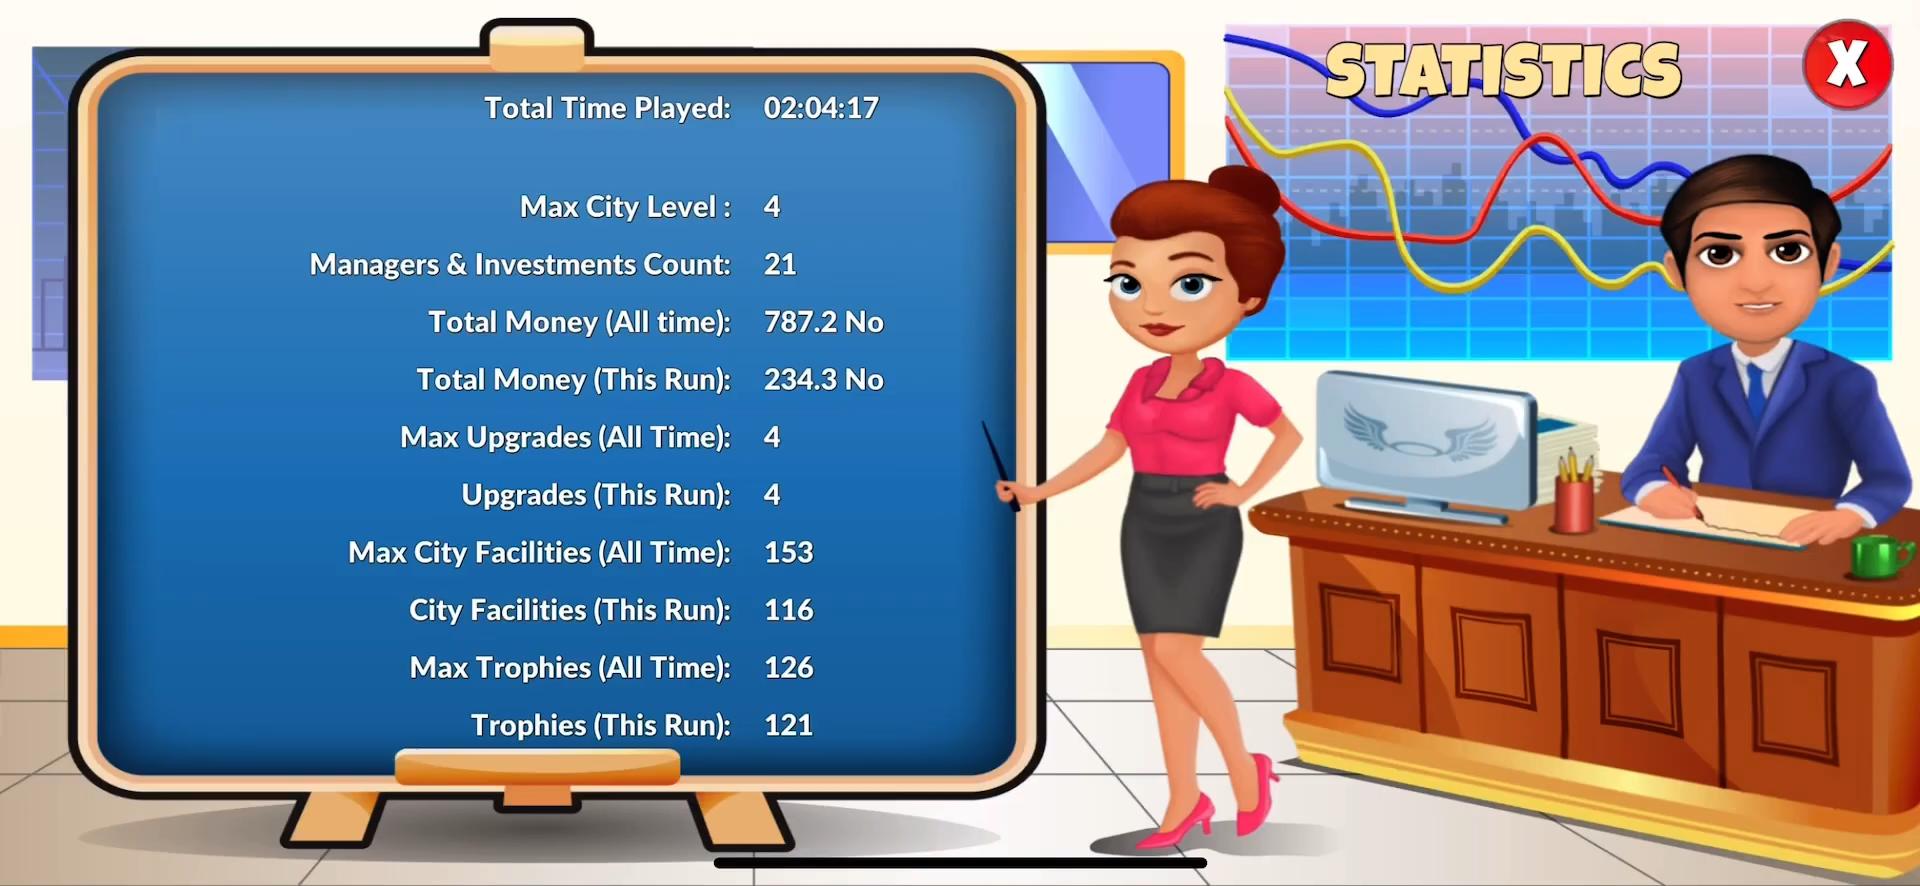 STATISTICS
X
Total Time Played: 02:04:17
Max City Level : 4
Managers & Investments Count: 21
Total Money (All time): 787.2 No
Total Money (This Run): 234.3 No
Max Upgrades (All Time): 4
Upgrades (This Run): 4
Max City Facilities (All Time): 153
City Facilities (This Run): 116
Max Trophies (All Time): 126
Trophies (This Run): 121